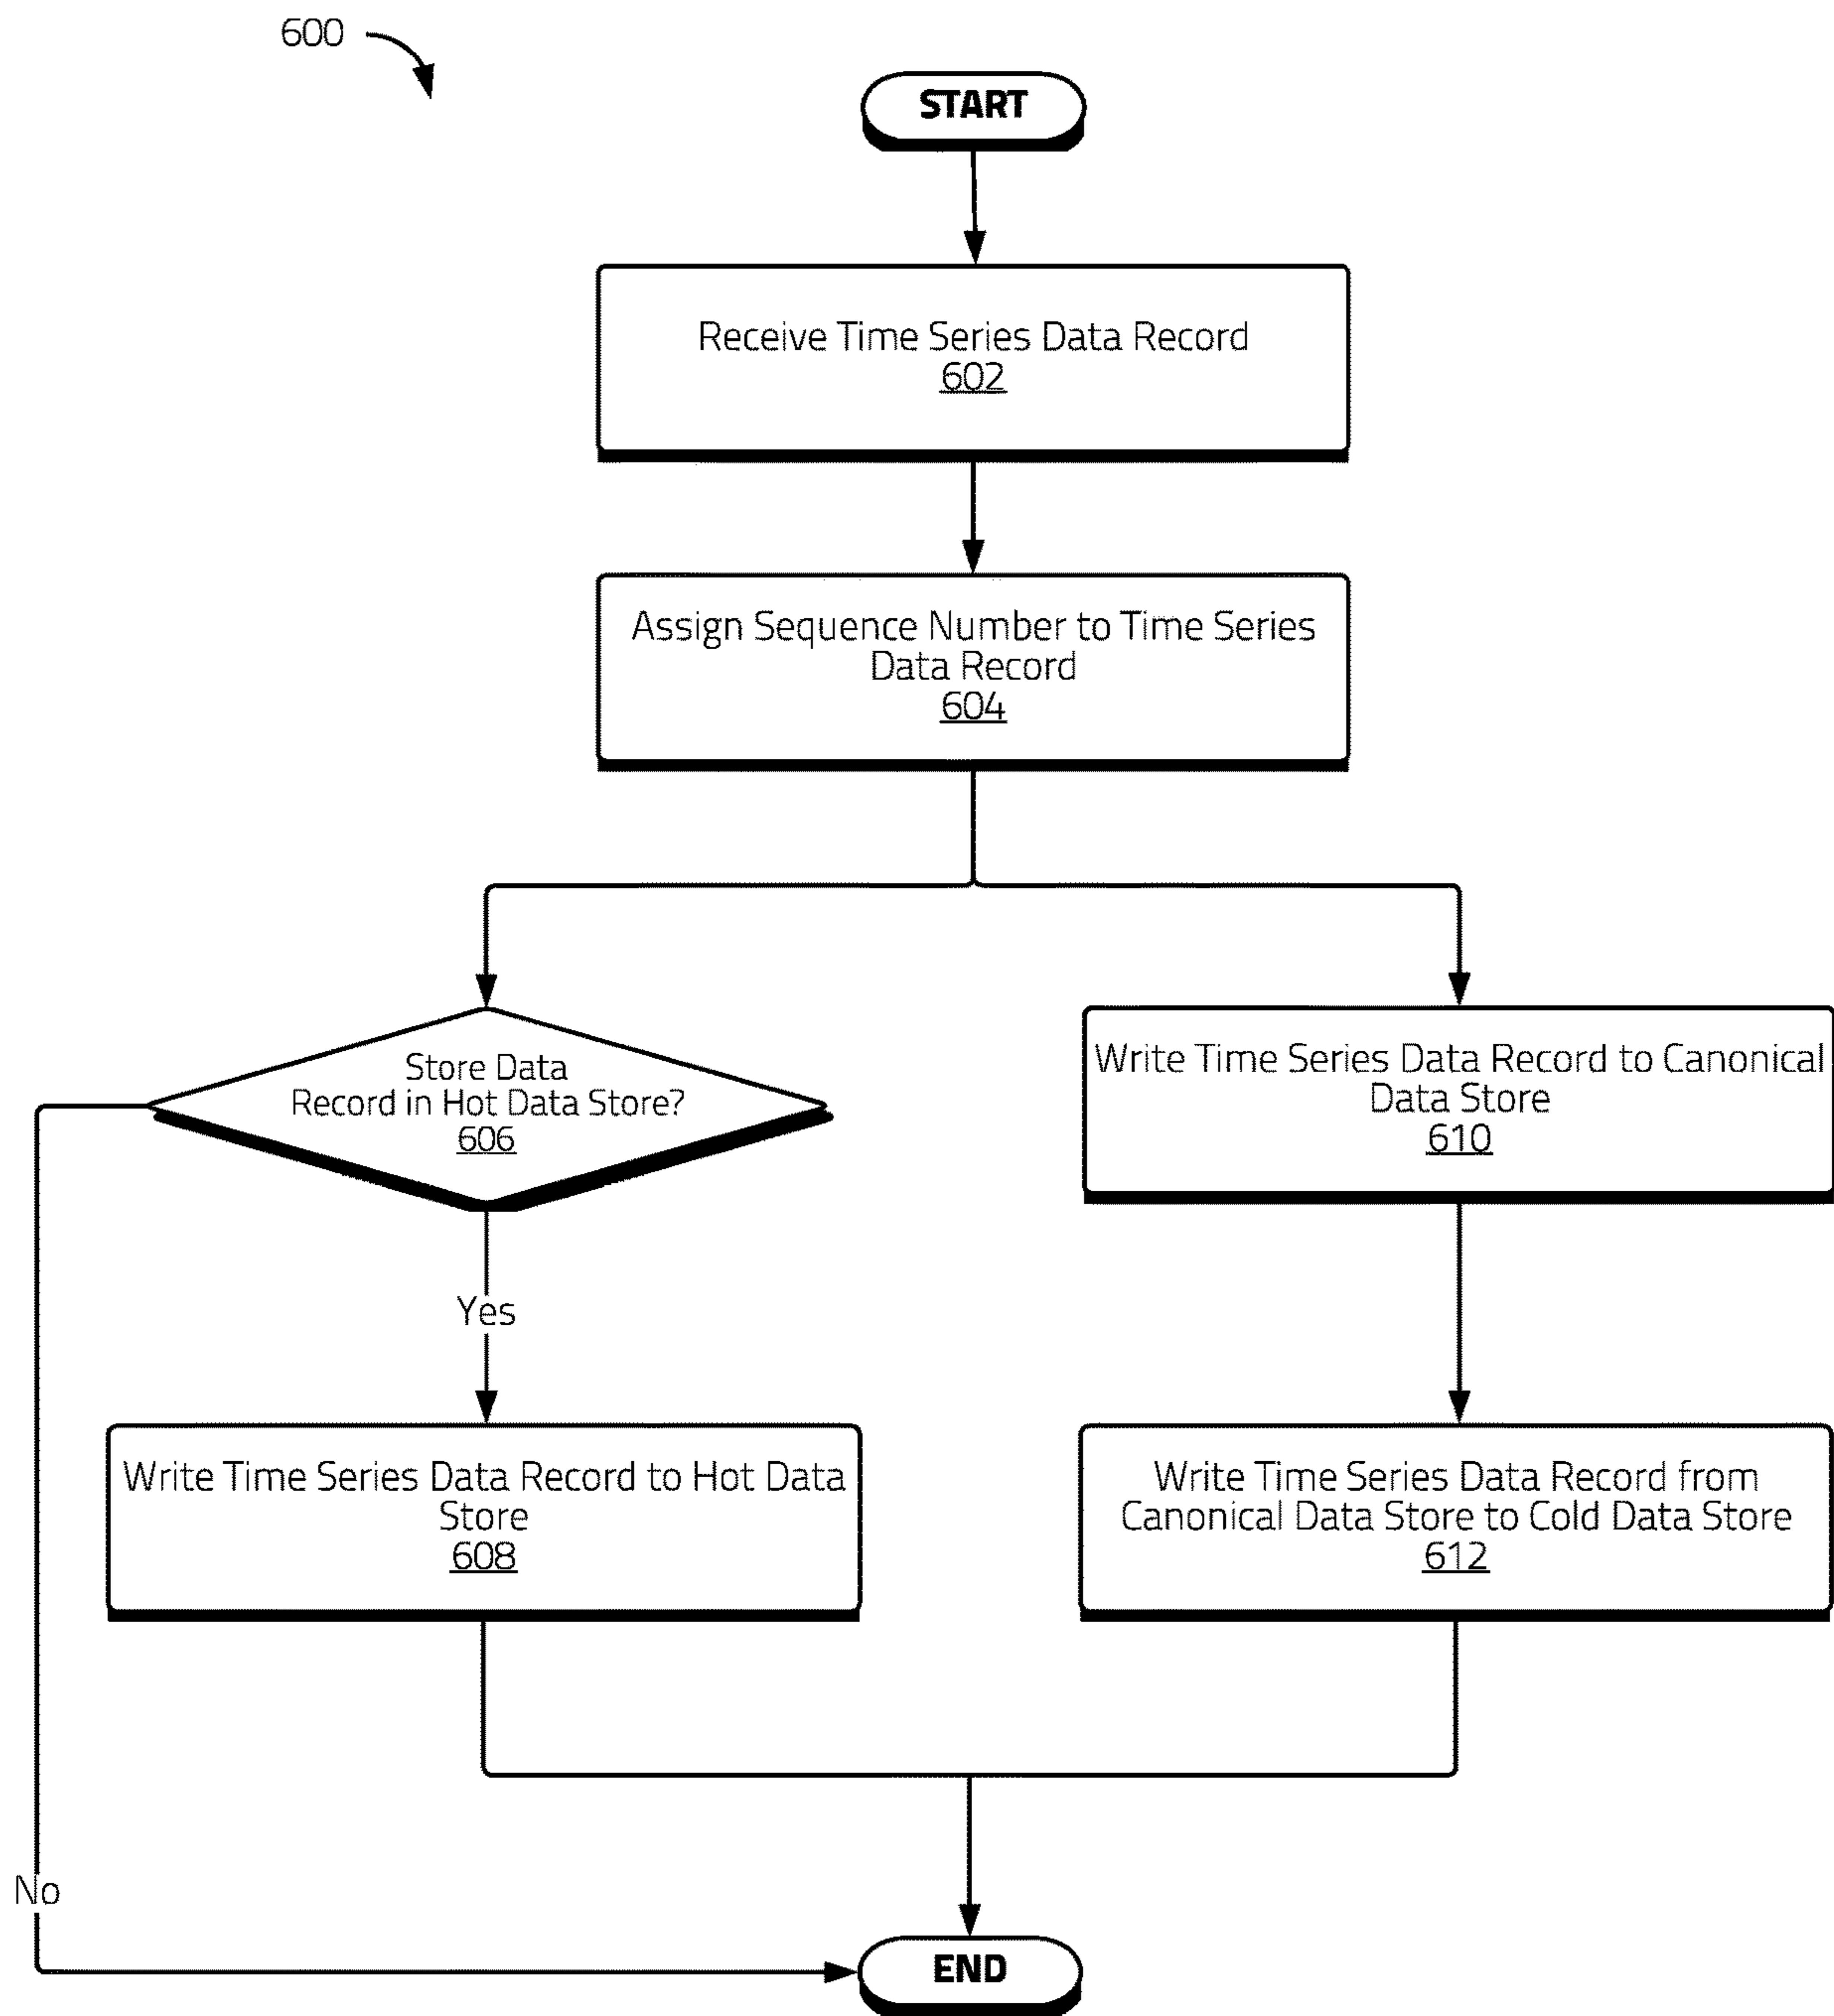 600
START
Receive Time Series Data Record
602
Assign Sequence Number to Time Series
Data Record
604
Store Data
Record in Hot Data Store?
606
Write Time Series Data Record to Canonical
Data Store
610
Yes
Write Time Series Data Record to Hot Data
Store
608
Write Time Series Data Record from
Canonical Data Store to Cold Data Store
612
No
END